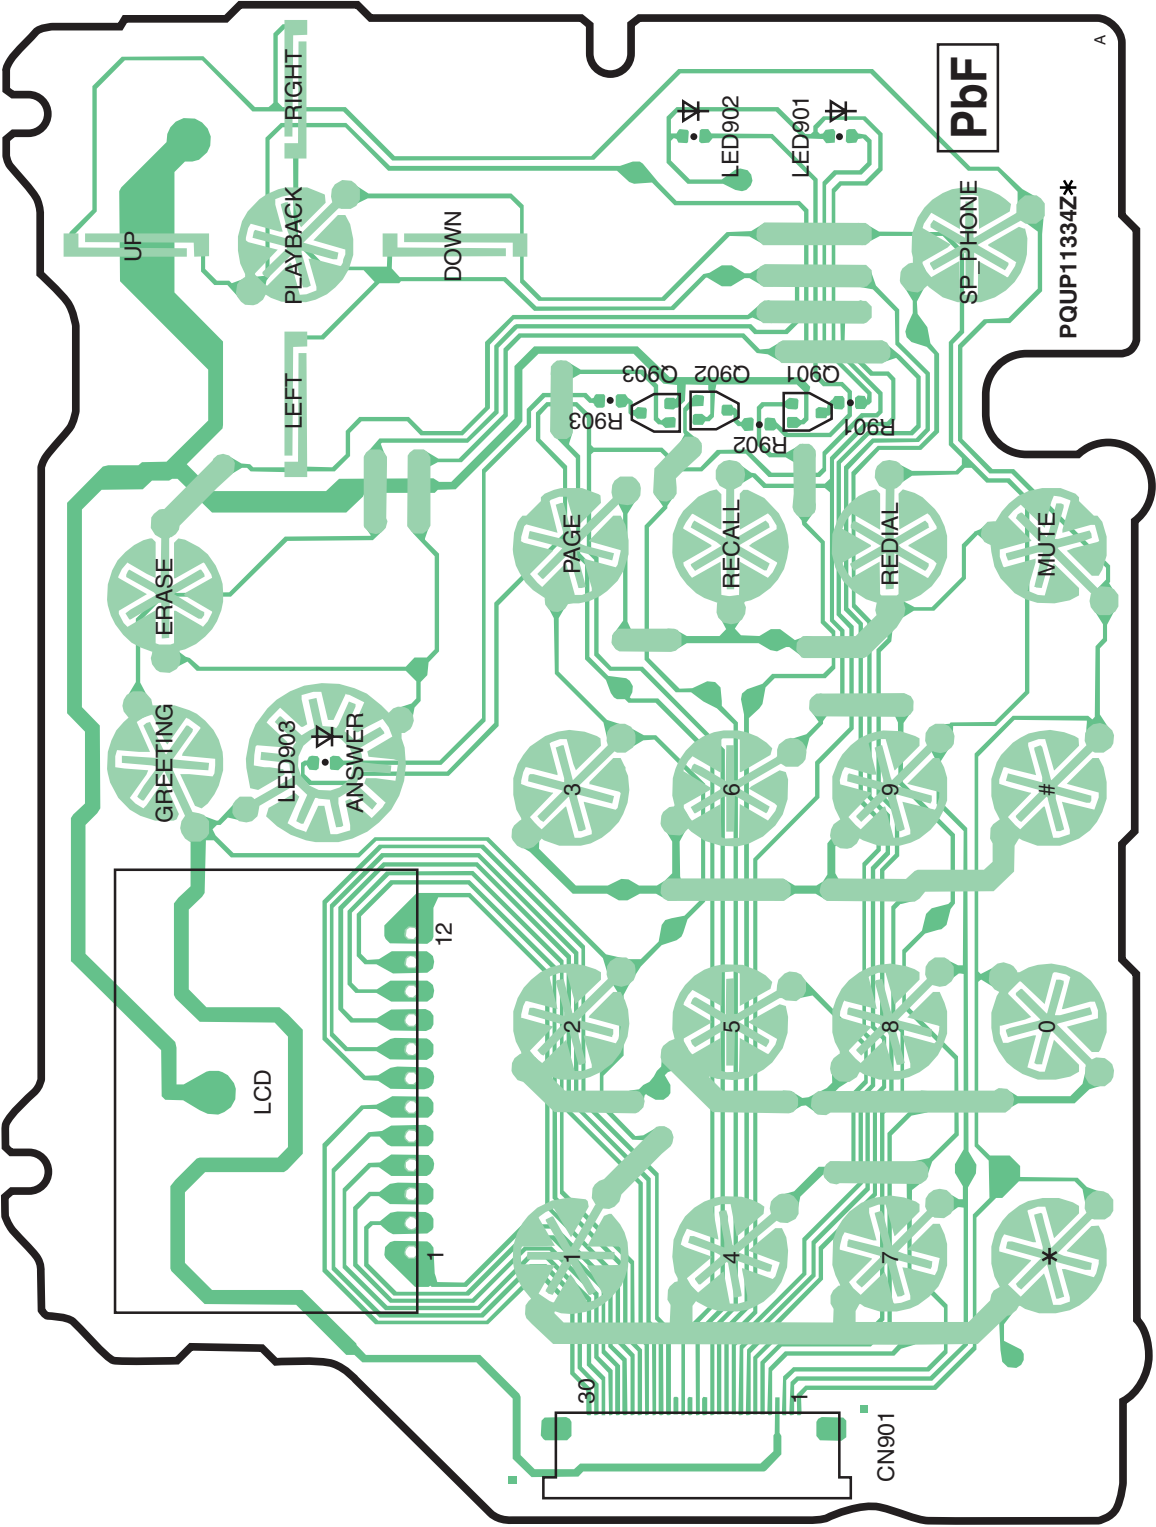 A
PbF
RIGHT
LED902
LED901
UP
PLAYBACK
DOWN
SP_PHONE
PQUP11334Z*
LEFT
Q903
Q902
Q901
R903
R902
R901
ERASE
PAGE
RECALL
REDIAL
MUTE
GREETING
LED903
ANSWER
3
6
9
#
12
LCD
2
5
8
0
1
1
4
7
*
30
1
CN901